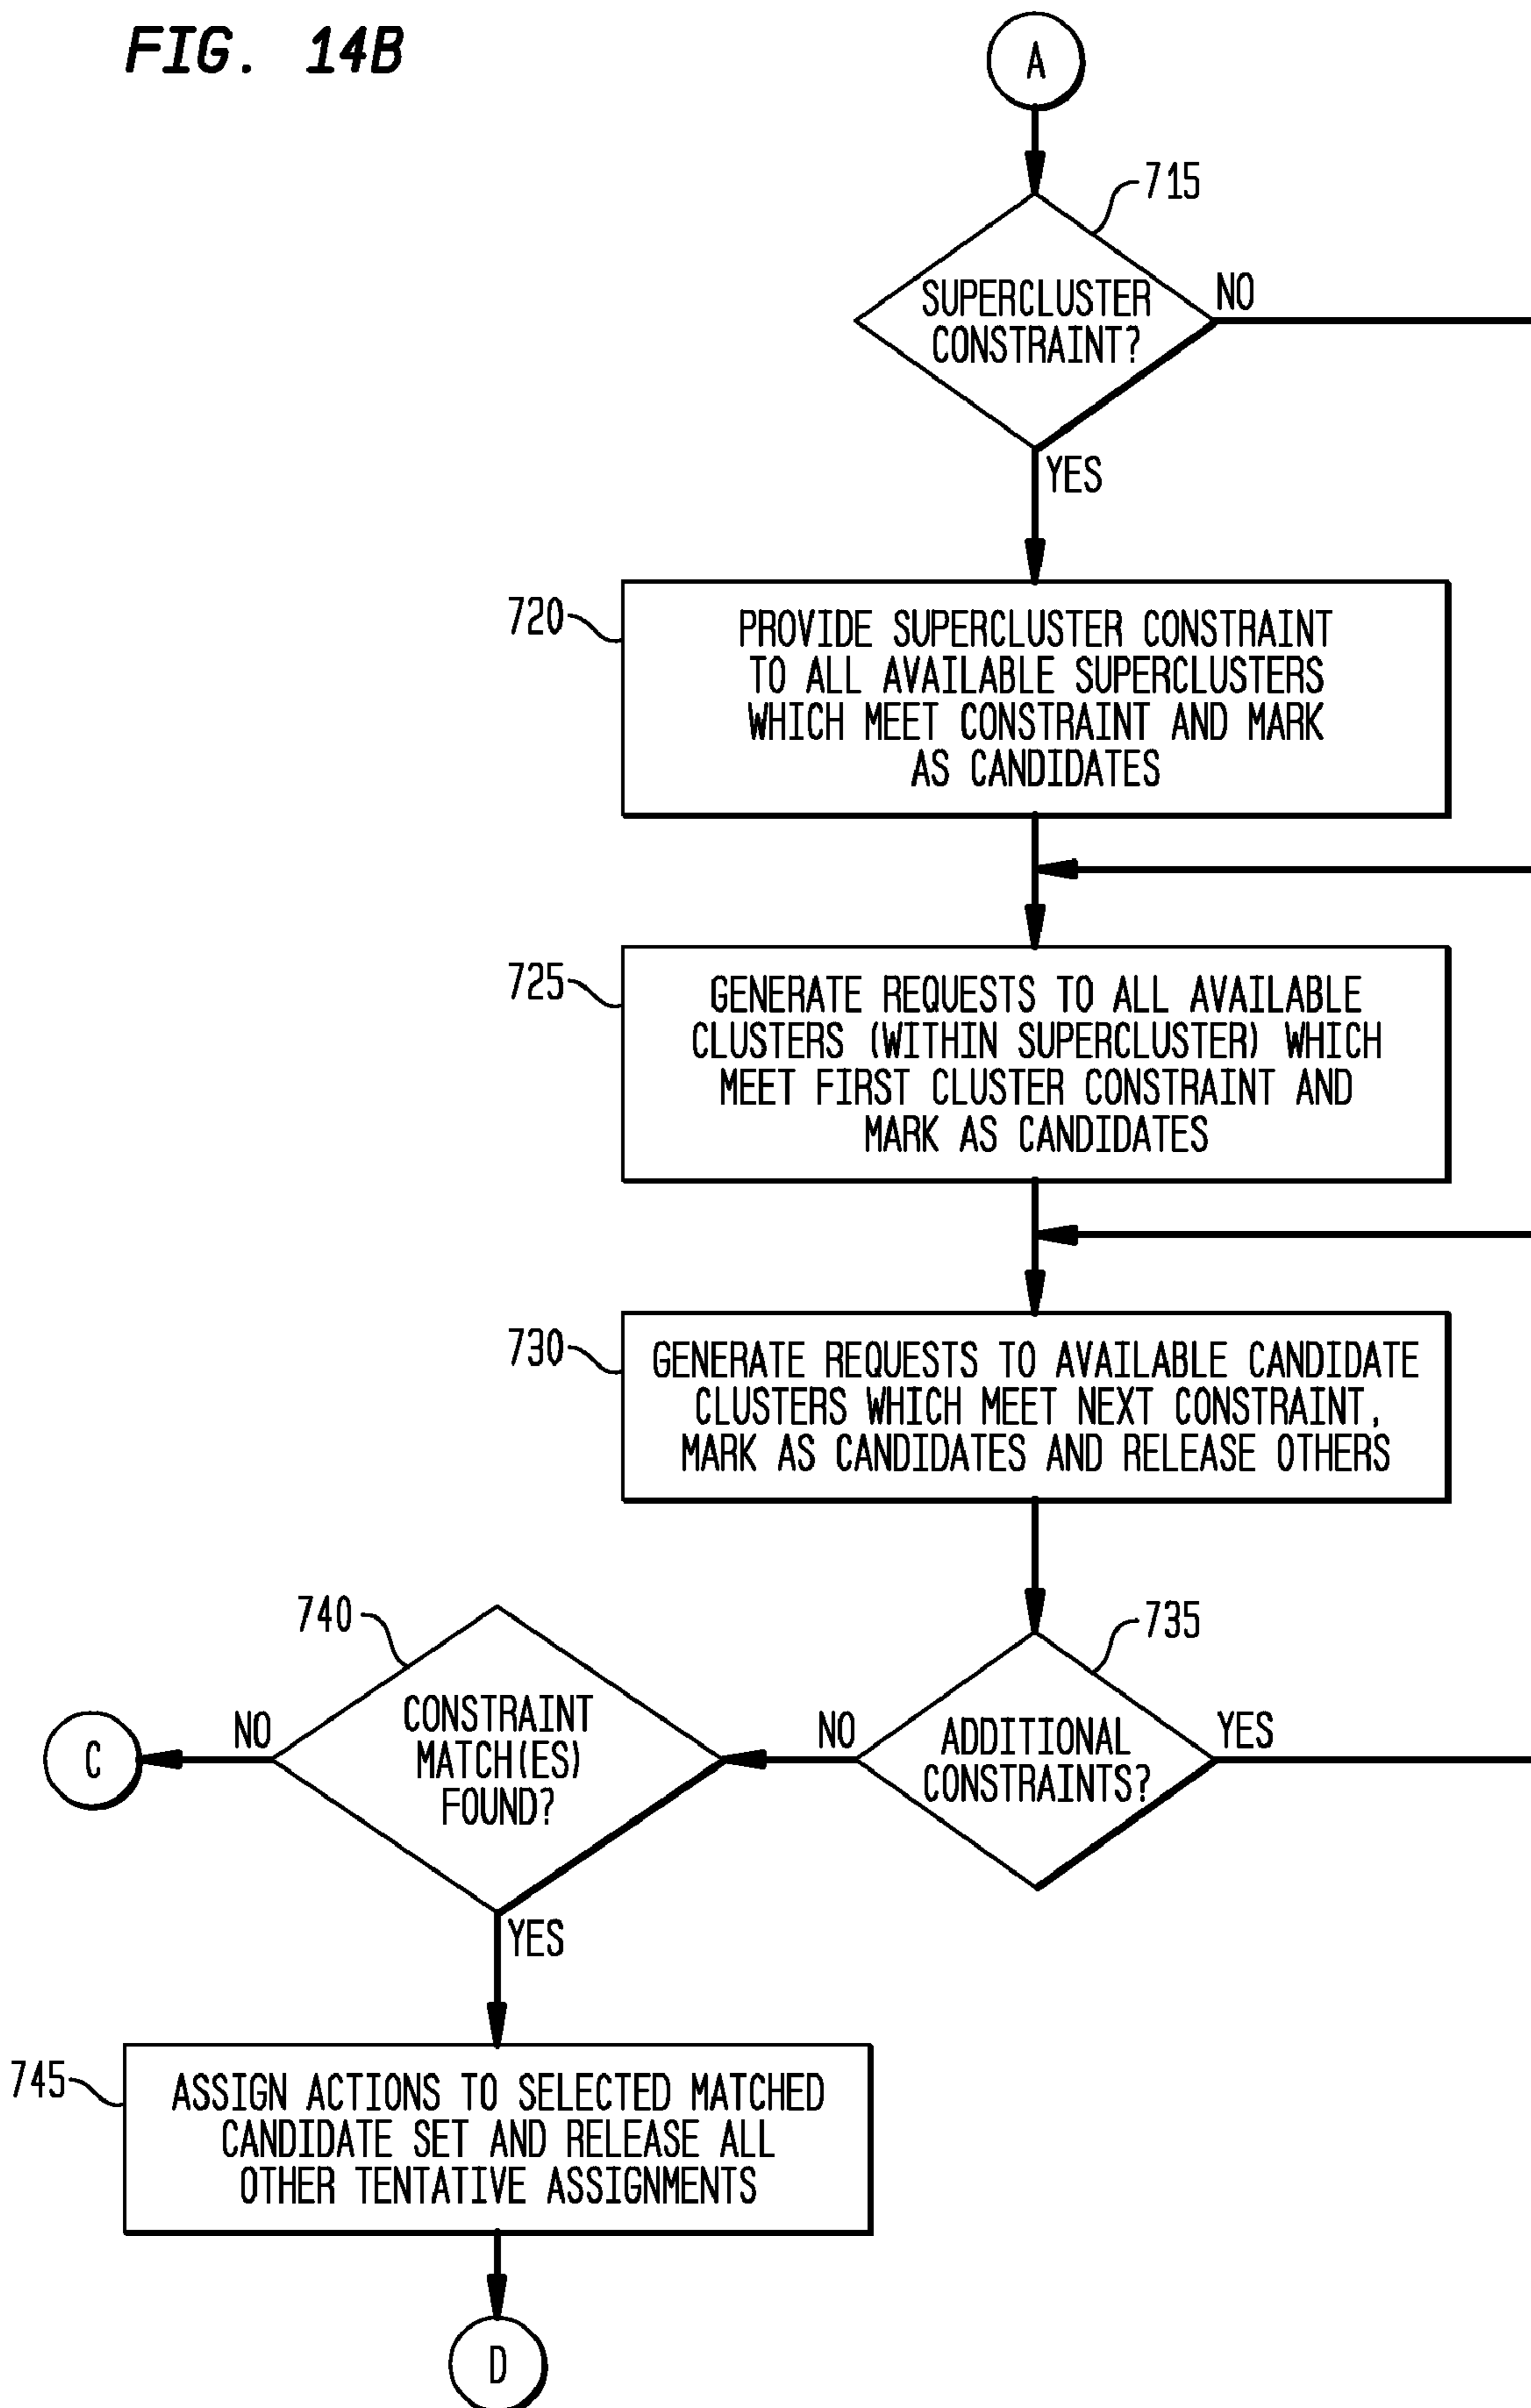 FIG. 14B
A
715
SUPERCLUSTER
CONSTRAINT?
NO
YES
720
PROVIDE SUPERCLUSTER CONSTRAINT
TO ALL AVAILABLE SUPERCLUSTERS
WHICH MEET CONSTRAINT AND MARK
AS CANDIDATES
725
GENERATE REQUESTS TO ALL AVAILABLE
CLUSTERS (WITHIN SUPERCLUSTER) WHICH
MEET FIRST CLUSTER CONSTRAINT AND
MARK AS CANDIDATES
730
GENERATE REQUESTS TO AVAILABLE CANDIDATE
CLUSTERS WHICH MEET NEXT CONSTRAINT,
MARK AS CANDIDATES AND RELEASE OTHERS
735
ADDITIONAL
CONSTRAINTS?
YES
NO
740
CONSTRAINT
MATCH(ES)
FOUND?
NO
C
YES
745
ASSIGN ACTIONS TO SELECTED MATCHED
CANDIDATE SET AND RELEASE ALL
OTHER TENTATIVE ASSIGNMENTS
D